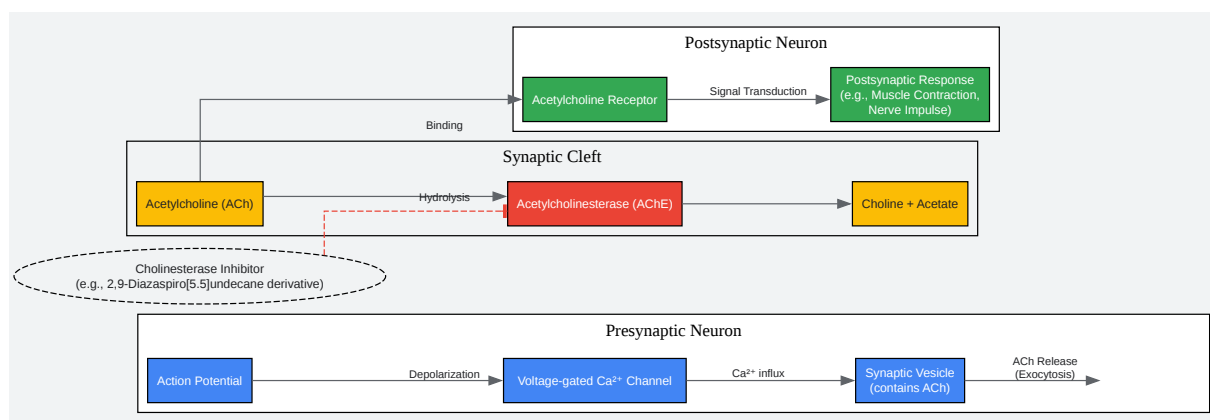 Postsynaptic Neuron
Acetylcholine Receptor
Signal Transduction
Postsynaptic Response
(e.g., Muscle Contraction,
Nerve Impulse)
Binding
Synaptic Cleft
Acetylcholine (ACh)
Hydrolysis
Acetylcholinesterase (AChE)
Choline + Acetate
Cholinesterase Inhibitor
(e.g., 2,9-Diazaspiro[5.5]undecane derivative)
Presynaptic Neuron
Action Potential
Depolarization
Voltage-gated Ca²⁺ Channel
Ca²⁺ influx
Synaptic Vesicle
(contains ACh)
ACh Release
(Exocytosis)